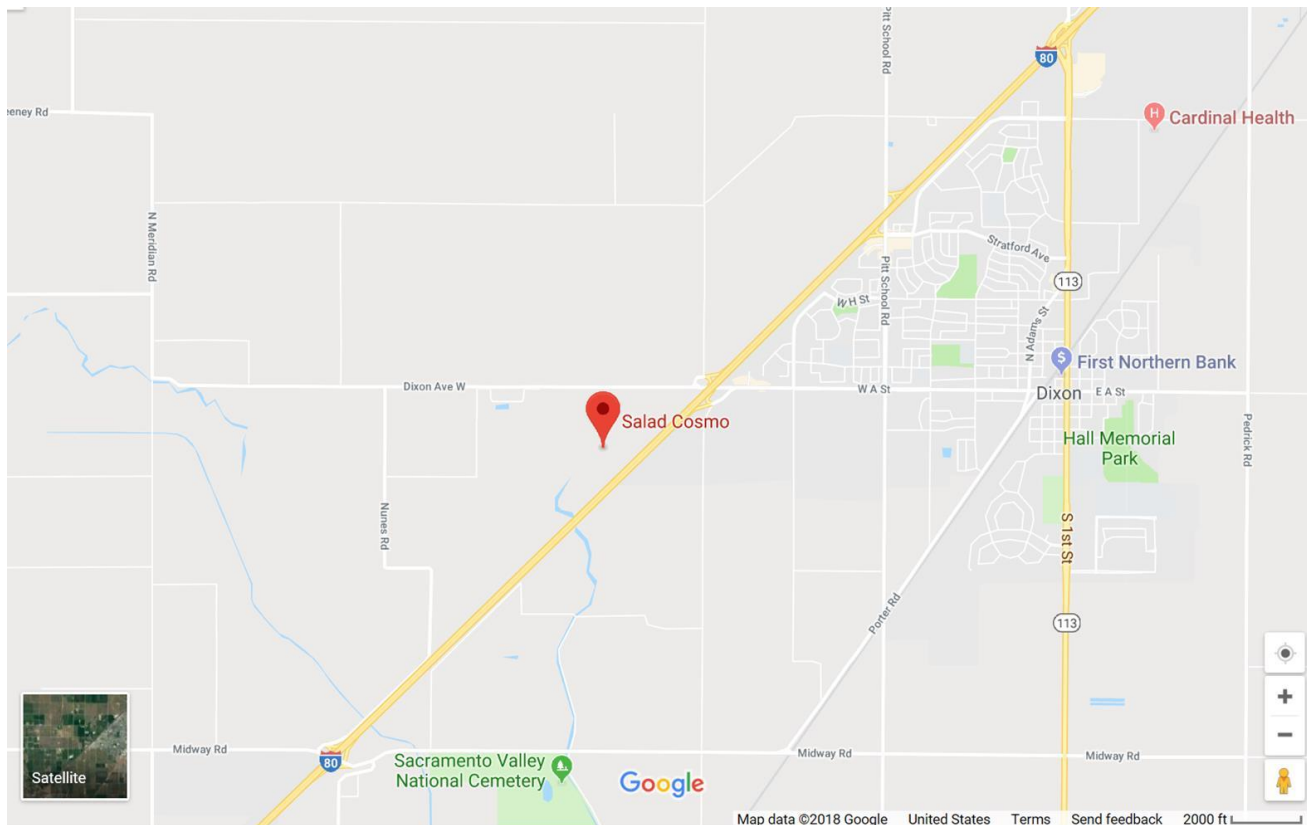 Pitt School Rd
80
H
Cardinal Health
eeney Rd
N Meridian Rd
Stratford Ave
Pitt School Rd
113
W H St
N Adams St
$
First Northern Bank
Dixon Ave W
W A St
Dixon
E A St
Salad Cosmo
Hall Memorial
Park
Pedrick Rd
Nunes Rd
S 1st St
Porter Rd
113
Midway Rd
80
Sacramento Valley
National Cemetery
Midway Rd
Midway Rd
Satellite
Google
Map data ©2018 Google United States Terms Send feedback 2000 ft